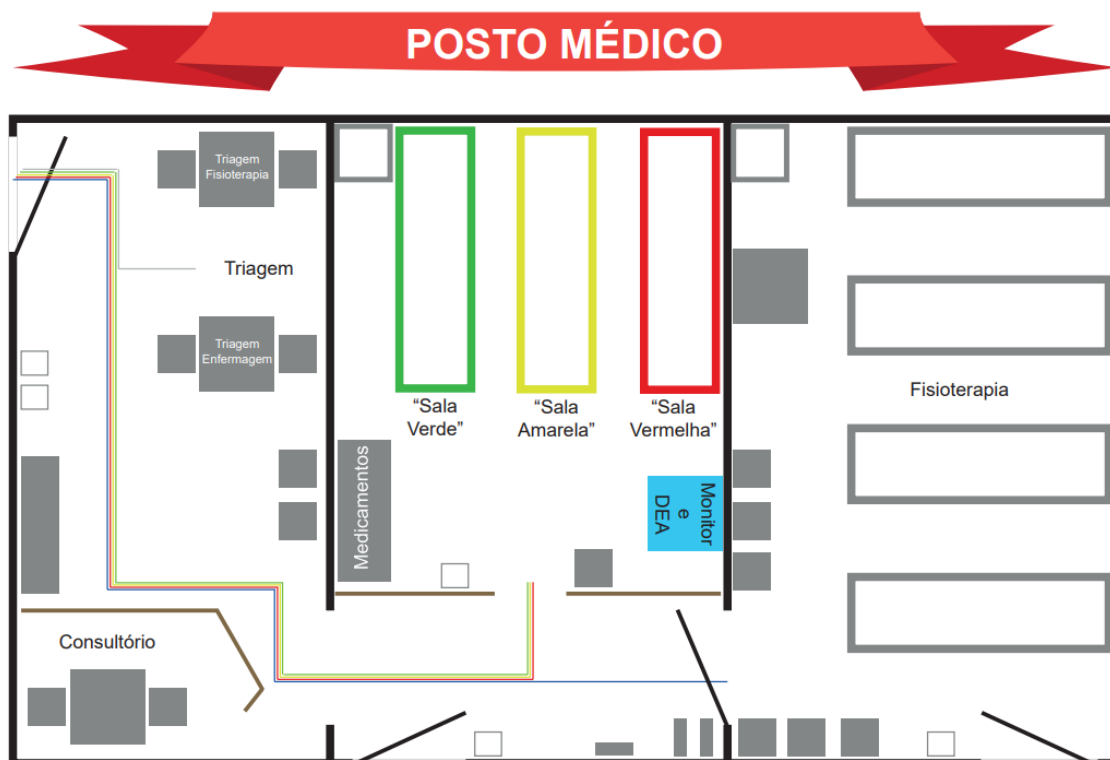 POSTO MÉDICO
Triagem
Fisioterapia
Triagem
Triagem
Enfermagem
“Sala
Verde”
“Sala
Amarela”
“Sala
Vermelha”
Fisioterapia
Medicamentos
Monitor
e
DEA
Consultório